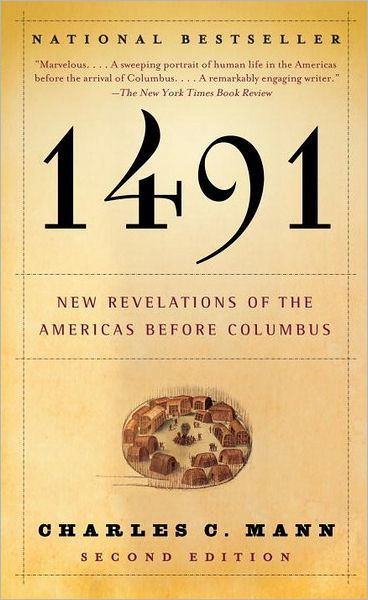 NATIONAL BESTSELLER
"Marvelous. . . . A sweeping portrait of human life in the Americas
before the arrival of Columbus. . . . A remarkably engaging writer."
—The New York Times Book Review
1491
NEW REVELATIONS OF THE
AMERICAS BEFORE COLUMBUS
CHARLES C. MANN
SECOND EDITION